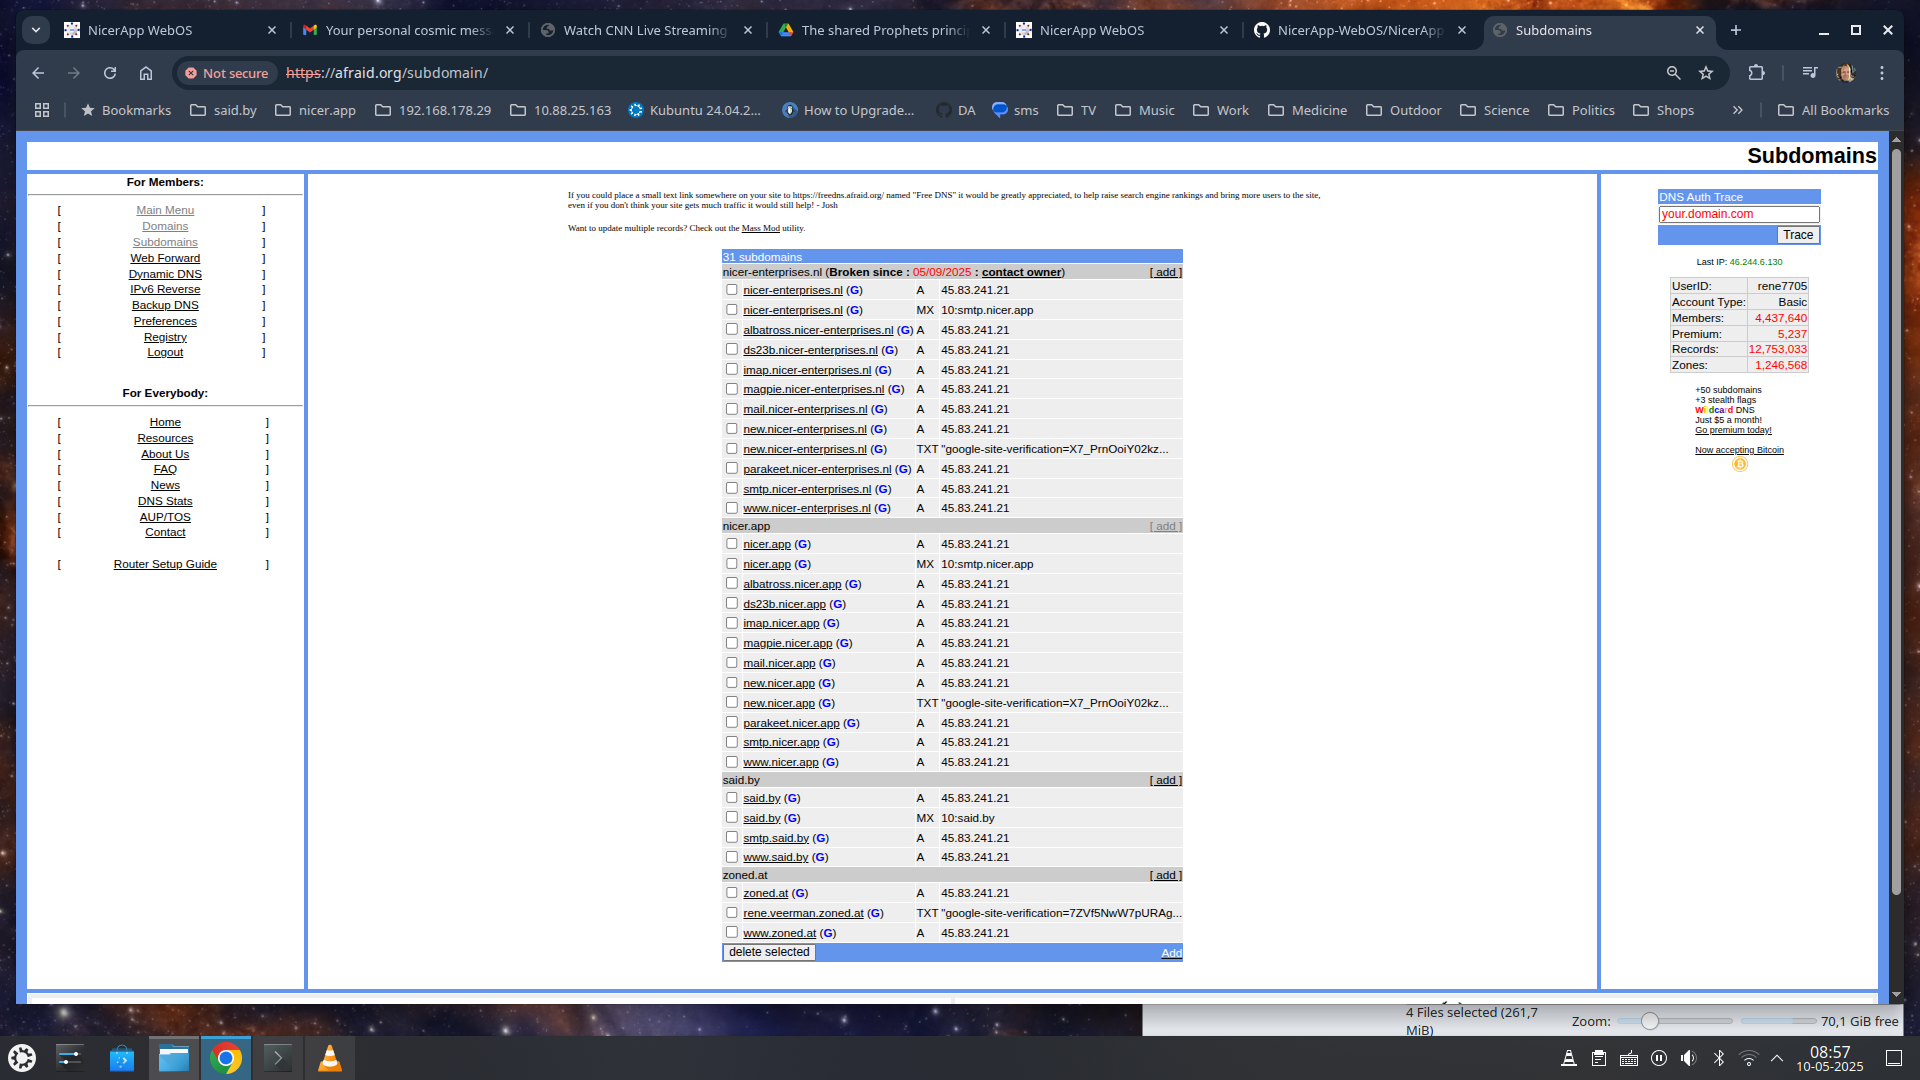 NicerApp WebOS
Your personal cosmic mess
Watch CNN Live Streaming
The shared Prophets princi
NicerApp WebOS
NicerApp-WebOS/NicerApp
Subdomains
Not secure
https://afraid.org/subdomain/
Bookmarks
said.by
nicer.app
192.168.178.29
10.88.25.163
Kubuntu 24.04.2...
How to Upgrade...
DA
sms
TV
Music
Work
Medicine
Outdoor
Science
Politics
Shops
»
All Bookmarks
Subdomains
For Members:
[ Main Menu ]
[ Domains ]
[ Subdomains ]
[ Web Forward ]
[ Dynamic DNS ]
[ IPv6 Reverse ]
[ Backup DNS ]
[ Preferences ]
[ Registry ]
[ Logout ]
For Everybody:
[ Home ]
[ Resources ]
[ About Us ]
[ FAQ ]
[ News ]
[ DNS Stats ]
[ AUP/TOS ]
[ Contact ]
[ Router Setup Guide ]
If you could place a small text link somewhere on your site to https://freedns.afraid.org/ named "Free DNS" it would be greatly appreciated, to help raise search engine rankings and bring more users to the site,
even if you don't think your site gets much traffic it would still help! - Josh
Want to update multiple records? Check out the Mass Mod utility.
31 subdomains
nicer-enterprises.nl (Broken since : 05/09/2025 : contact owner) [ add ]
nicer-enterprises.nl (G) A 45.83.241.21
nicer-enterprises.nl (G) MX 10:smtp.nicer.app
albatross.nicer-enterprises.nl (G) A 45.83.241.21
ds23b.nicer-enterprises.nl (G) A 45.83.241.21
imap.nicer-enterprises.nl (G) A 45.83.241.21
magpie.nicer-enterprises.nl (G) A 45.83.241.21
mail.nicer-enterprises.nl (G) A 45.83.241.21
new.nicer-enterprises.nl (G) A 45.83.241.21
new.nicer-enterprises.nl (G) TXT "google-site-verification=X7_PrnOoiY02kz...
parakeet.nicer-enterprises.nl (G) A 45.83.241.21
smtp.nicer-enterprises.nl (G) A 45.83.241.21
www.nicer-enterprises.nl (G) A 45.83.241.21
nicer.app [ add ]
nicer.app (G) A 45.83.241.21
nicer.app (G) MX 10:smtp.nicer.app
albatross.nicer.app (G) A 45.83.241.21
ds23b.nicer.app (G) A 45.83.241.21
imap.nicer.app (G) A 45.83.241.21
magpie.nicer.app (G) A 45.83.241.21
mail.nicer.app (G) A 45.83.241.21
new.nicer.app (G) A 45.83.241.21
new.nicer.app (G) TXT "google-site-verification=X7_PrnOoiY02kz...
parakeet.nicer.app (G) A 45.83.241.21
smtp.nicer.app (G) A 45.83.241.21
www.nicer.app (G) A 45.83.241.21
said.by [ add ]
said.by (G) A 45.83.241.21
said.by (G) MX 10:said.by
smtp.said.by (G) A 45.83.241.21
www.said.by (G) A 45.83.241.21
zoned.at [ add ]
zoned.at (G) A 45.83.241.21
rene.veerman.zoned.at (G) TXT "google-site-verification=7ZVf5NwW7pURAg...
www.zoned.at (G) A 45.83.241.21
delete selected Add
DNS Auth Trace
your.domain.com
Trace
Last IP: 46.244.6.130
UserID: rene7705
Account Type: Basic
Members: 4,437,640
Premium: 5,237
Records: 12,753,033
Zones: 1,246,568
+50 subdomains
+3 stealth flags
Wildcard DNS
Just $5 a month!
Go premium today!
Now accepting Bitcoin
4 Files selected (261,7
MiB)
Zoom:
70,1 GiB free
08:57
10-05-2025